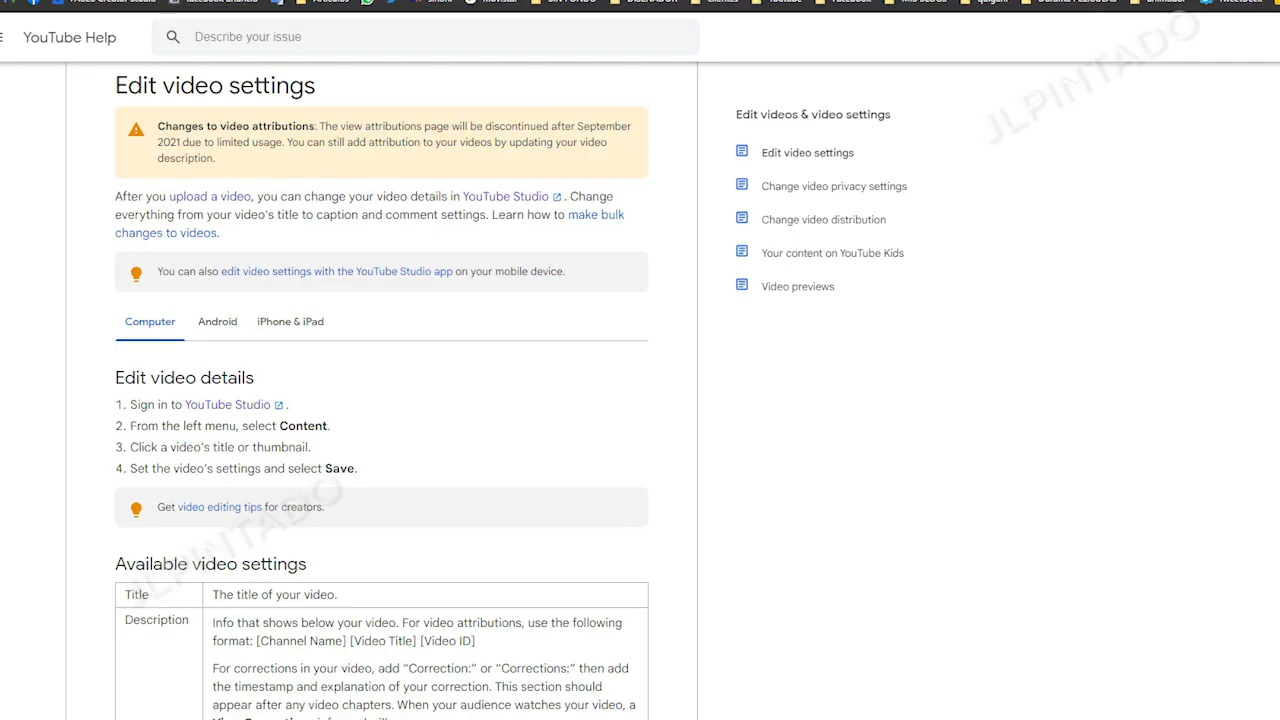 YouTube Help
Describe your issue
JLPINTADO
Edit video settings
Changes to video attributions: The view attributions page will be discontinued after September
2021 due to limited usage. You can still add attribution to your videos by updating your video
description.
After you upload a video, you can change your video details in YouTube Studio. Change
everything from your video's title to caption and comment settings. Learn how to make bulk
changes to videos.
You can also edit video settings with the YouTube Studio app on your mobile device.
Computer Android iPhone & iPad
Edit video details
1. Sign in to YouTube Studio .
2. From the left menu, select Content.
3. Click a video's title or thumbnail.
4. Set the video's settings and select Save.
Get video editing tips for creators.
JLPINTADO
Available video settings
Title The title of your video.
Description Info that shows below your video. For video attributions, use the following
format: [Channel Name] [Video Title] [Video ID]
For corrections in your video, add “Correction:” or “Corrections:” then add
the timestamp and explanation of your correction. This section should
appear after any video chapters. When your audience watches your video, a
Edit videos & video settings
Edit video settings
Change video privacy settings
Change video distribution
Your content on YouTube Kids
Video previews